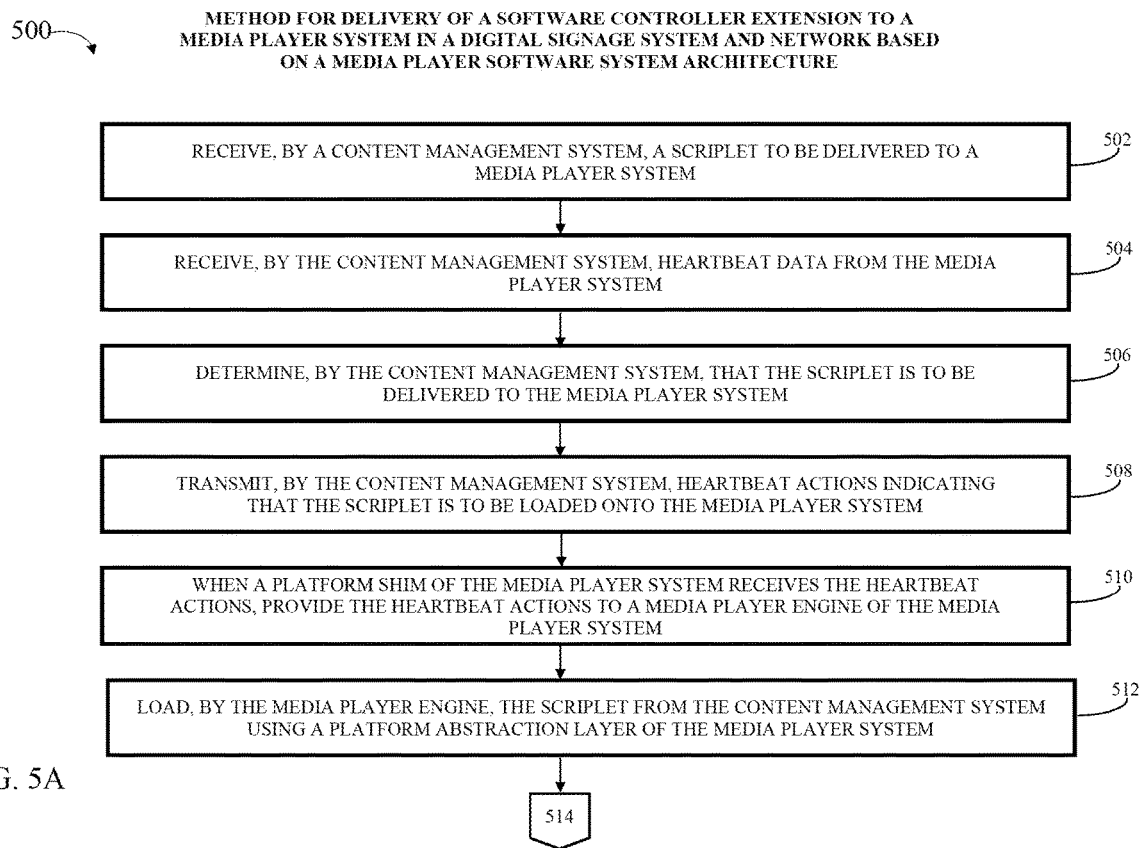 METHOD FOR DELIVERY OF A SOFTWARE CONTROLLER EXTENSION TO A
MEDIA PLAYER SYSTEM IN A DIGITAL SIGNAGE SYSTEM AND NETWORK BASED
ON A MEDIA PLAYER SOFTWARE SYSTEM ARCHITECTURE
500
RECEIVE, BY A CONTENT MANAGEMENT SYSTEM, A SCRIPLET TO BE DELIVERED TO A
MEDIA PLAYER SYSTEM
502
RECEIVE, BY THE CONTENT MANAGEMENT SYSTEM, HEARTBEAT DATA FROM THE MEDIA
PLAYER SYSTEM
504
DETERMINE, BY THE CONTENT MANAGEMENT SYSTEM, THAT THE SCRIPLET IS TO BE
DELIVERED TO THE MEDIA PLAYER SYSTEM
506
TRANSMIT, BY THE CONTENT MANAGEMENT SYSTEM, HEARTBEAT ACTIONS INDICATING
THAT THE SCRIPLET IS TO BE LOADED ONTO THE MEDIA PLAYER SYSTEM
508
WHEN A PLATFORM SHIM OF THE MEDIA PLAYER SYSTEM RECEIVES THE HEARTBEAT
ACTIONS, PROVIDE THE HEARTBEAT ACTIONS TO A MEDIA PLAYER ENGINE OF THE MEDIA
PLAYER SYSTEM
510
LOAD, BY THE MEDIA PLAYER ENGINE, THE SCRIPLET FROM THE CONTENT MANAGEMENT SYSTEM
USING A PLATFORM ABSTRACTION LAYER OF THE MEDIA PLAYER SYSTEM
512
G. 5A
514